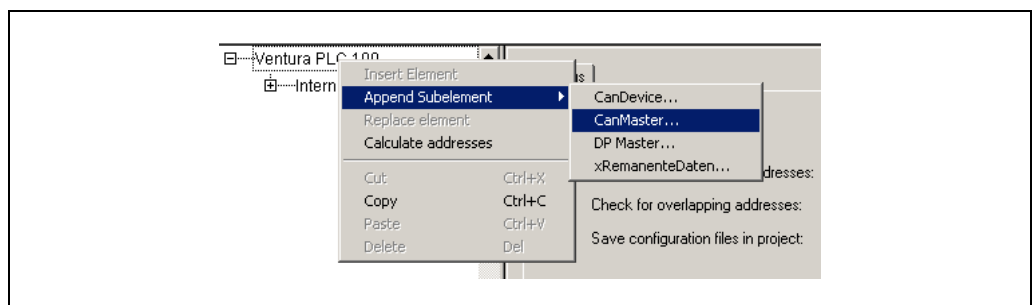 Ventura PLC 100
Intern
Insert Element
Append Subelement
Replace element
Calculate addresses
Cut Ctrl+X
Copy Ctrl+C
Paste Ctrl+V
Delete Del
CanDevice...
CanMaster...
DP Master...
xRemanenteDaten...
dresses:
Check for overlapping addresses:
Save configuration files in project: